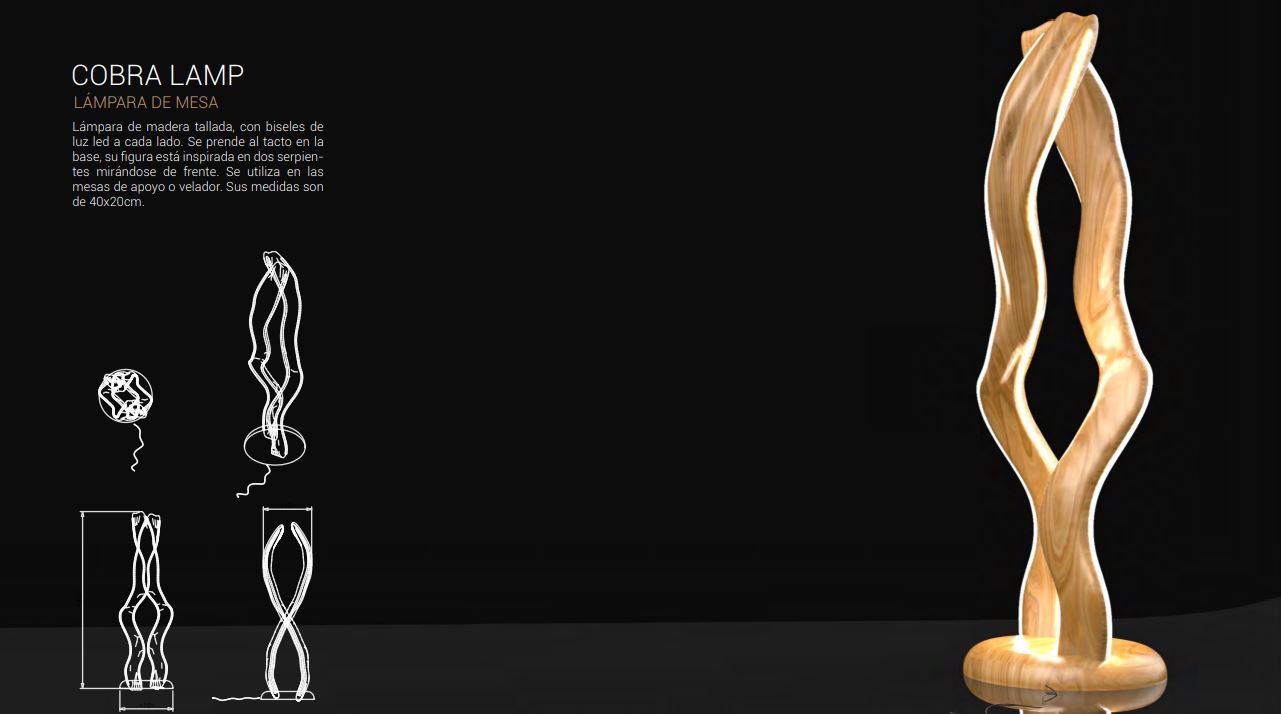 COBRA LAMP
LÁMPARA DE MESA
Lámpara de madera tallada, con biseles de
luz led a cada lado. Se prende al tacto en la
base, su figura está inspirada en dos serpien-
tes mirándose de frente. Se utiliza en las
mesas de apoyo o velador. Sus medidas son
de 40x20cm.